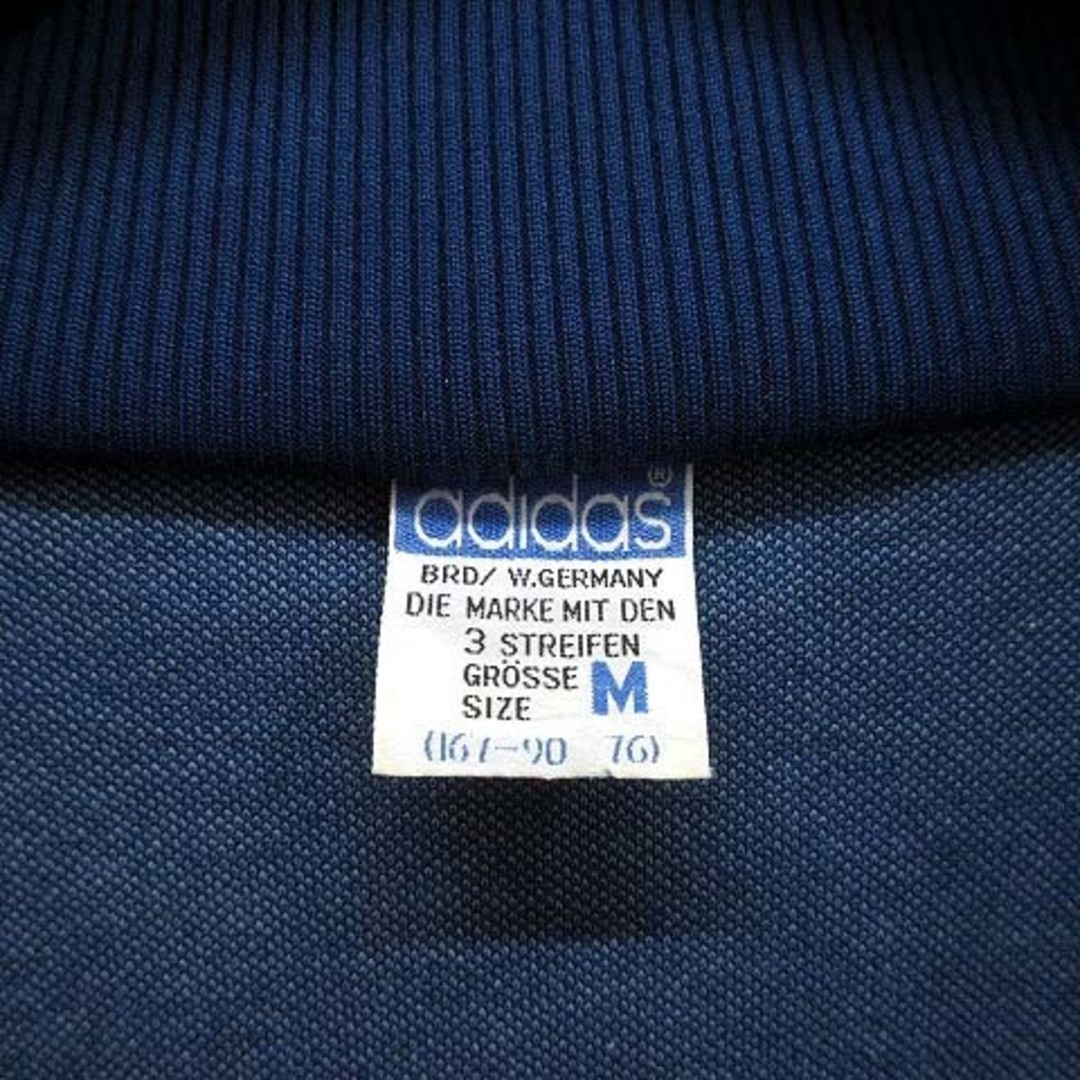 adidas®
BRD/ W.GERMANY
DIE MARKE MIT DEN
3 STREIFEN
GRÖSSE M
SIZE
(167-90 76)